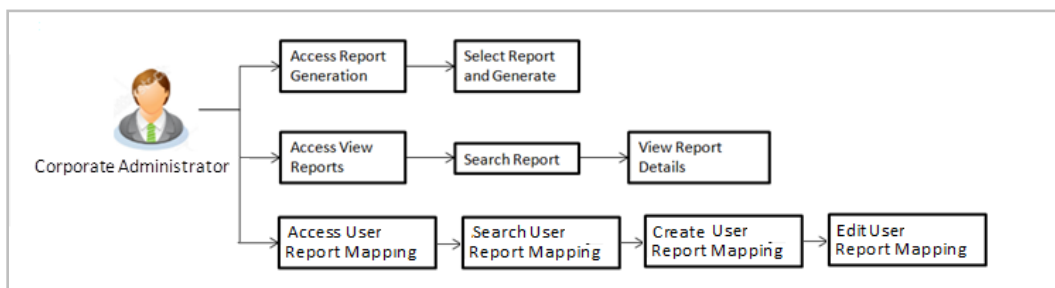 Access Report
Generation
Select Report
and Generate
Corporate Administrator
Access View
Reports
Search Report
View Report
Details
Access User
Report Mapping
Search User
Report Mapping
Create User
Report Mapping
Edit User
Report Mapping